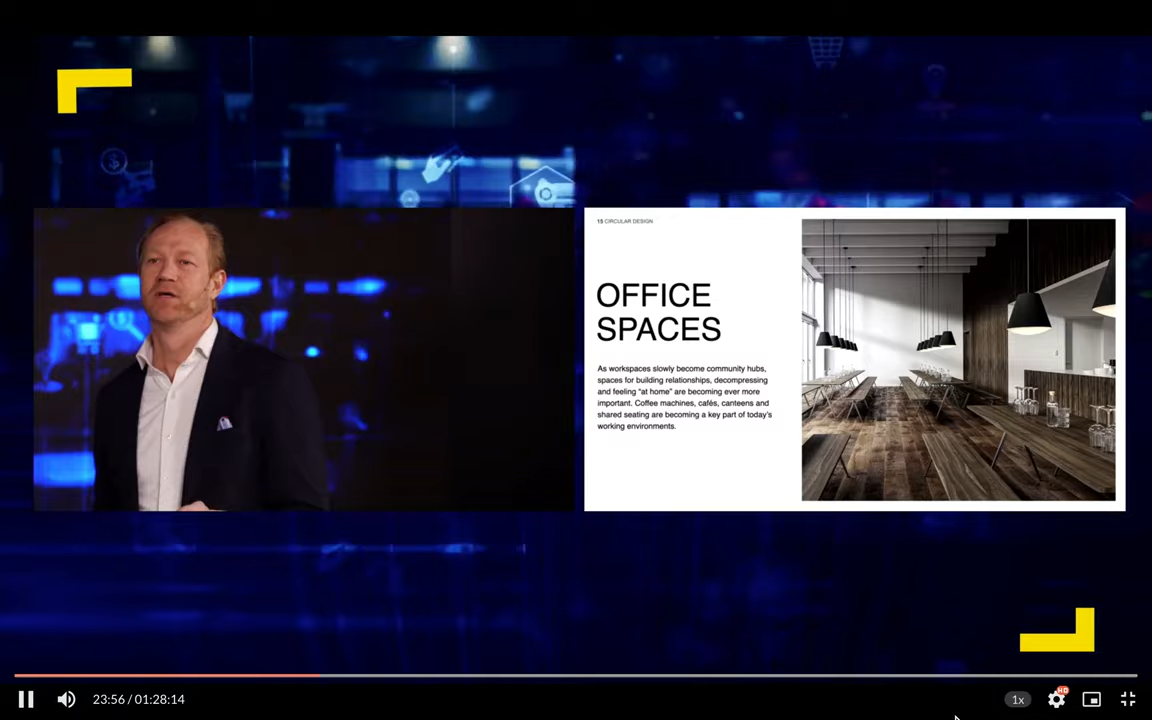 15 CIRCULAR DESIGN
OFFICE
SPACES
As workspaces slowly become community hubs,
spaces for building relationships, decompressing
and feeling “at home” are becoming ever more
important. Coffee machines, cafés, canteens and
shared seating are becoming a key part of today’s
working environments.
23:56 / 01:28:14
1x
HD